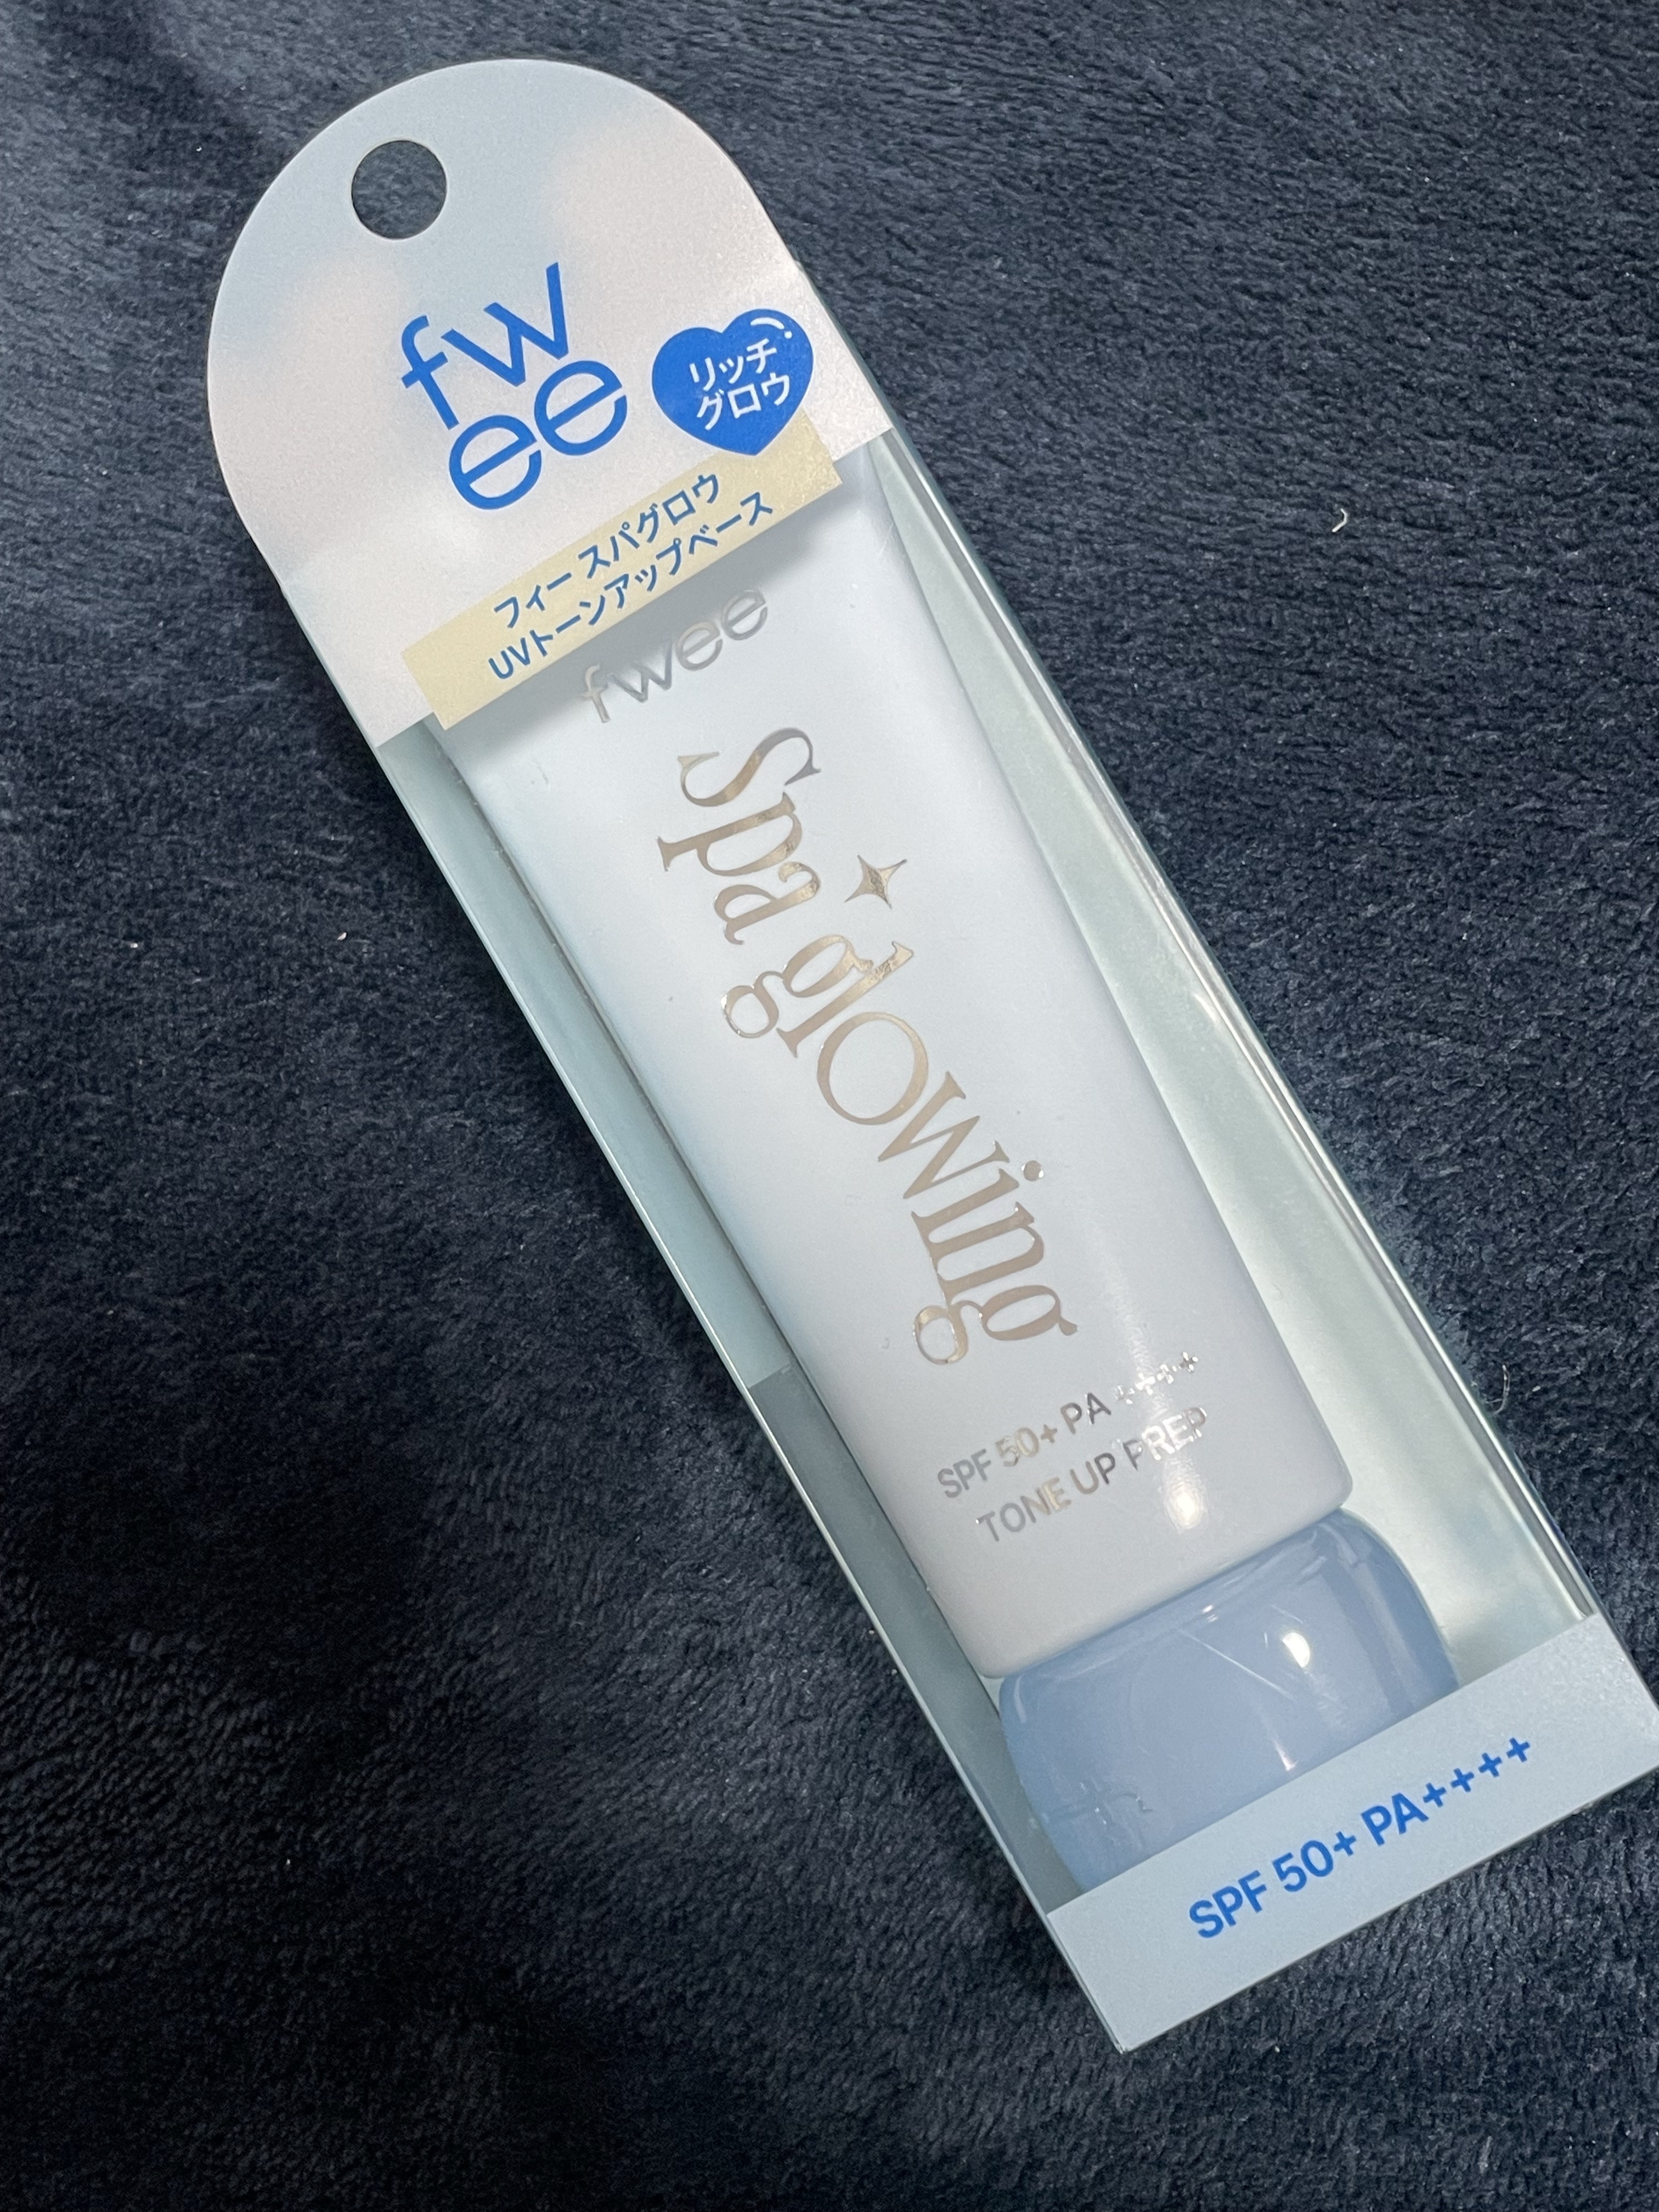 fw
ee
リッチ
グロウ
フィー スパグロウ
UVトーンアップベース
fwee
Spa glowing
SPF 50+ PA ++++
TONE UP PREP
SPF 50+ PA++++